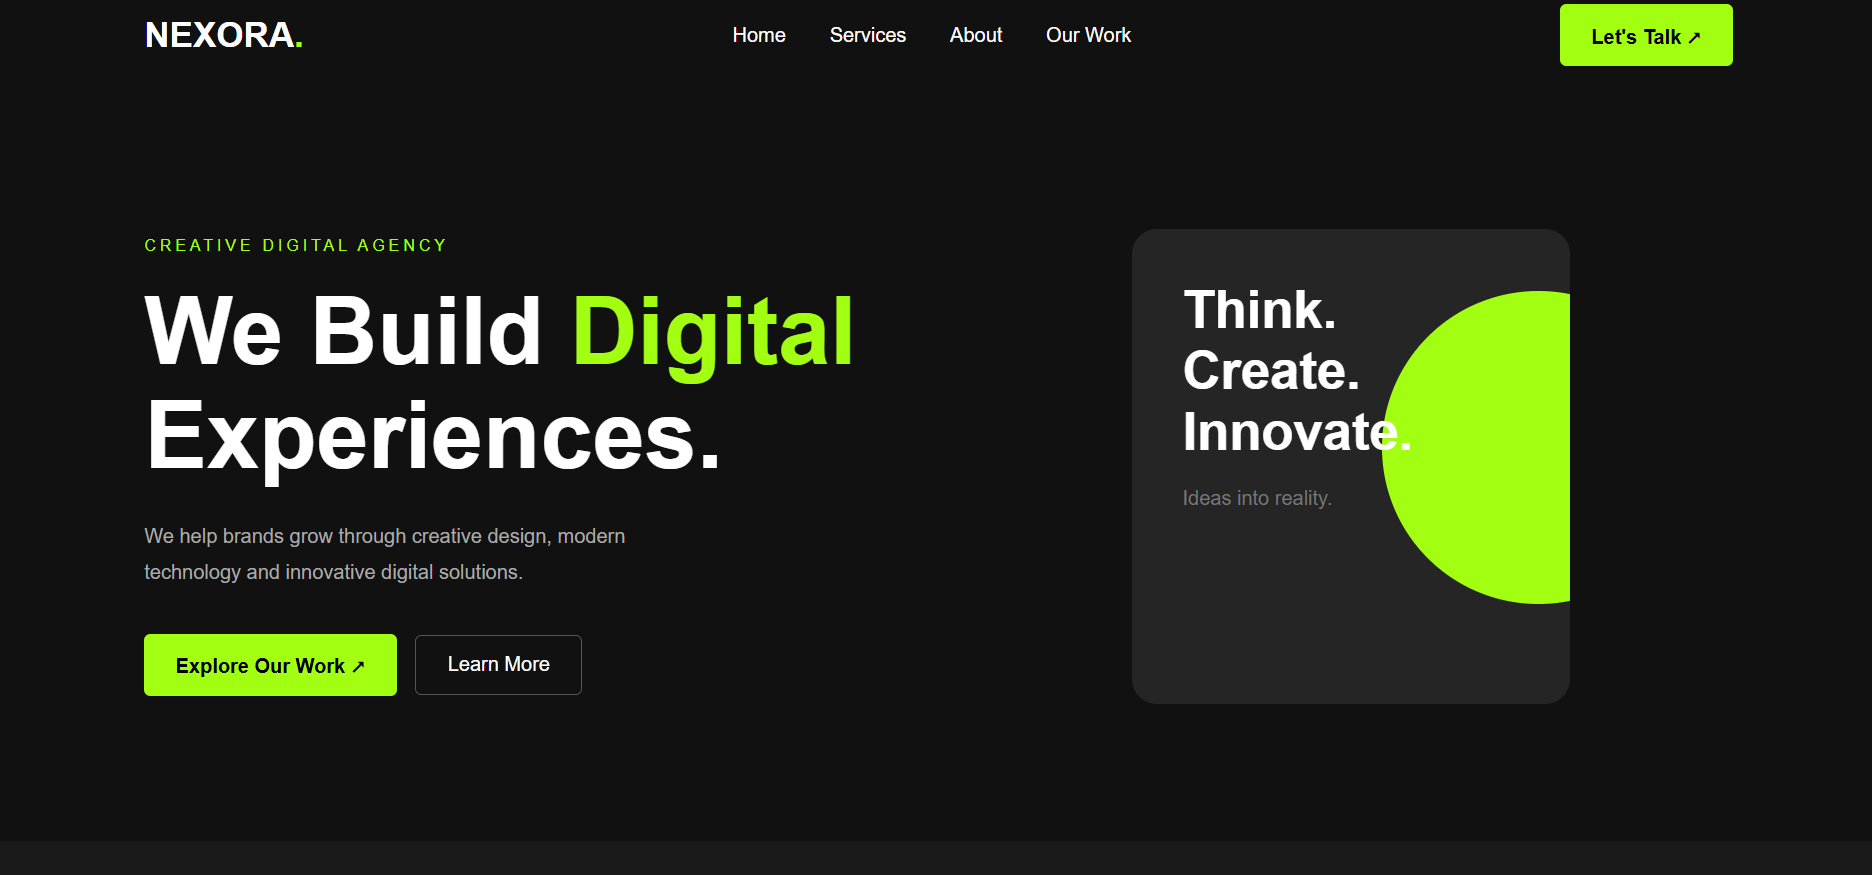 NEXORA.
Home Services About Our Work
Let's Talk ↗
CREATIVE DIGITAL AGENCY
We Build Digital
Experiences.
We help brands grow through creative design, modern
technology and innovative digital solutions.
Explore Our Work ↗
Learn More
Think.
Create.
Innovate.
Ideas into reality.